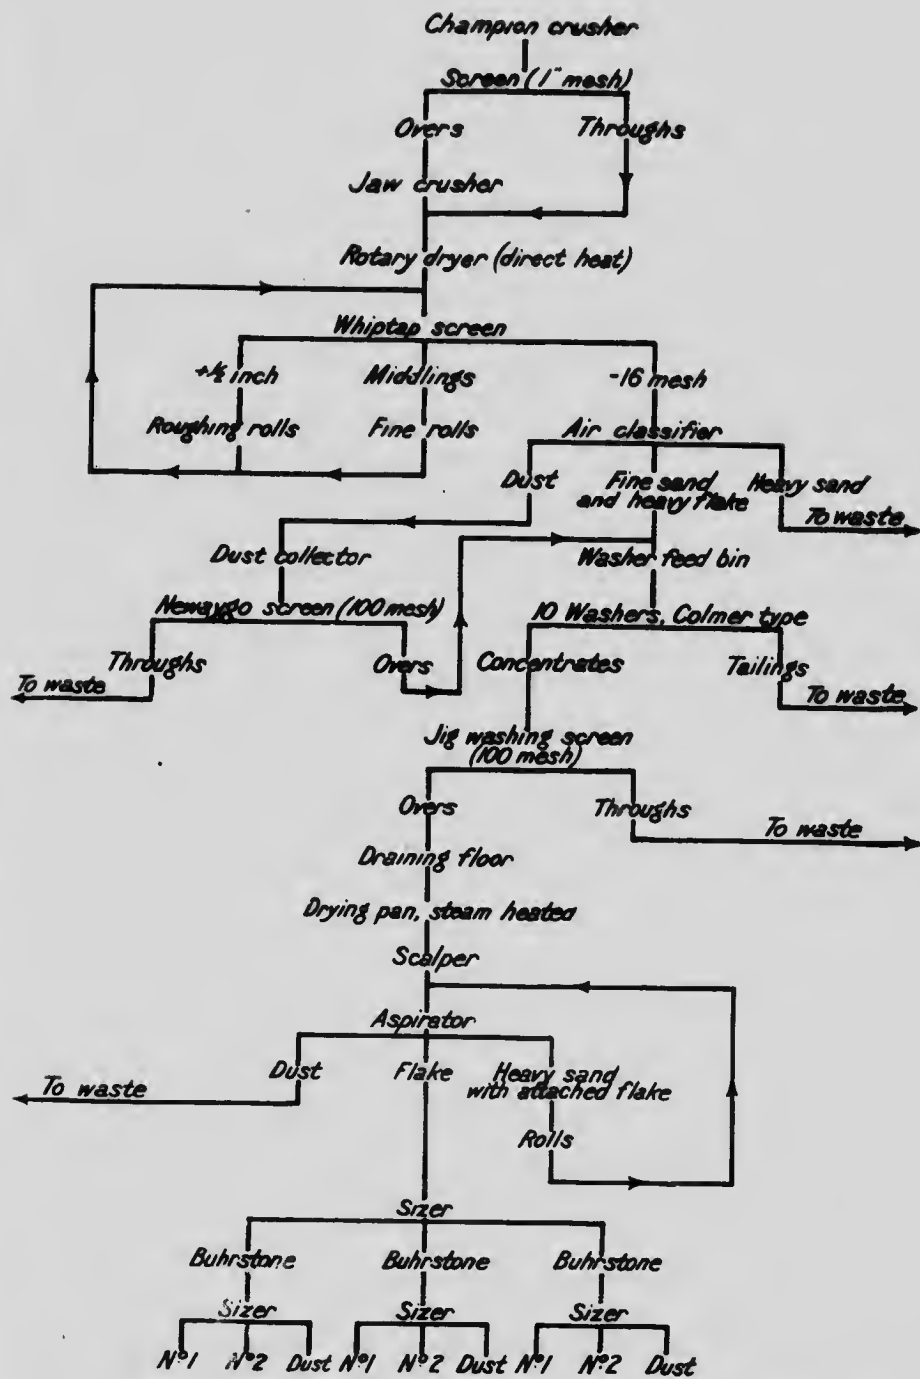 Champion crusher
Screen (1" mesh)
Overs Throughs
Jaw crusher
Rotary dryer (direct heat)
Whiptap screen
+½ inch Middlings -16 mesh
Roughing rolls Fine rolls Air classifier
Dust Fine sand Heavy sand
and heavy flake
To waste
Dust collector Washer feed bin
Newaygo screen (100 mesh) 10 Washers, Colmer type
Throughs Overs Concentrates Tailings
To waste To waste
Jig washing screen
(100 mesh)
Overs Throughs
To waste
Draining floor
Drying pan, steam heated
Scalper
Aspirator
Dust Flake Heavy sand
with attached flake
To waste
Rolls
Sizer
Buhrstone Buhrstone Buhrstone
Sizer Sizer Sizer
Nº1 Nº2 Dust Nº1 Nº2 Dust Nº1 Nº2 Dust